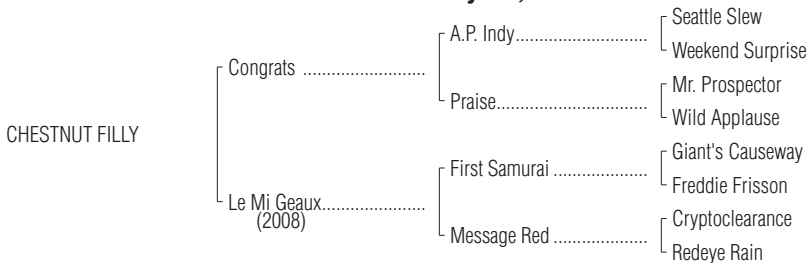 Seattle Slew
A.P. Indy..............................
Weekend Surprise
Congrats .........................
Mr. Prospector
Praise.................................
Wild Applause
CHESTNUT FILLY
Giant's Causeway
First Samurai ....................
Freddie Frisson
Le Mi Geaux......................
(2008)
Cryptoclearance
Message Red ....................
Redeye Rain